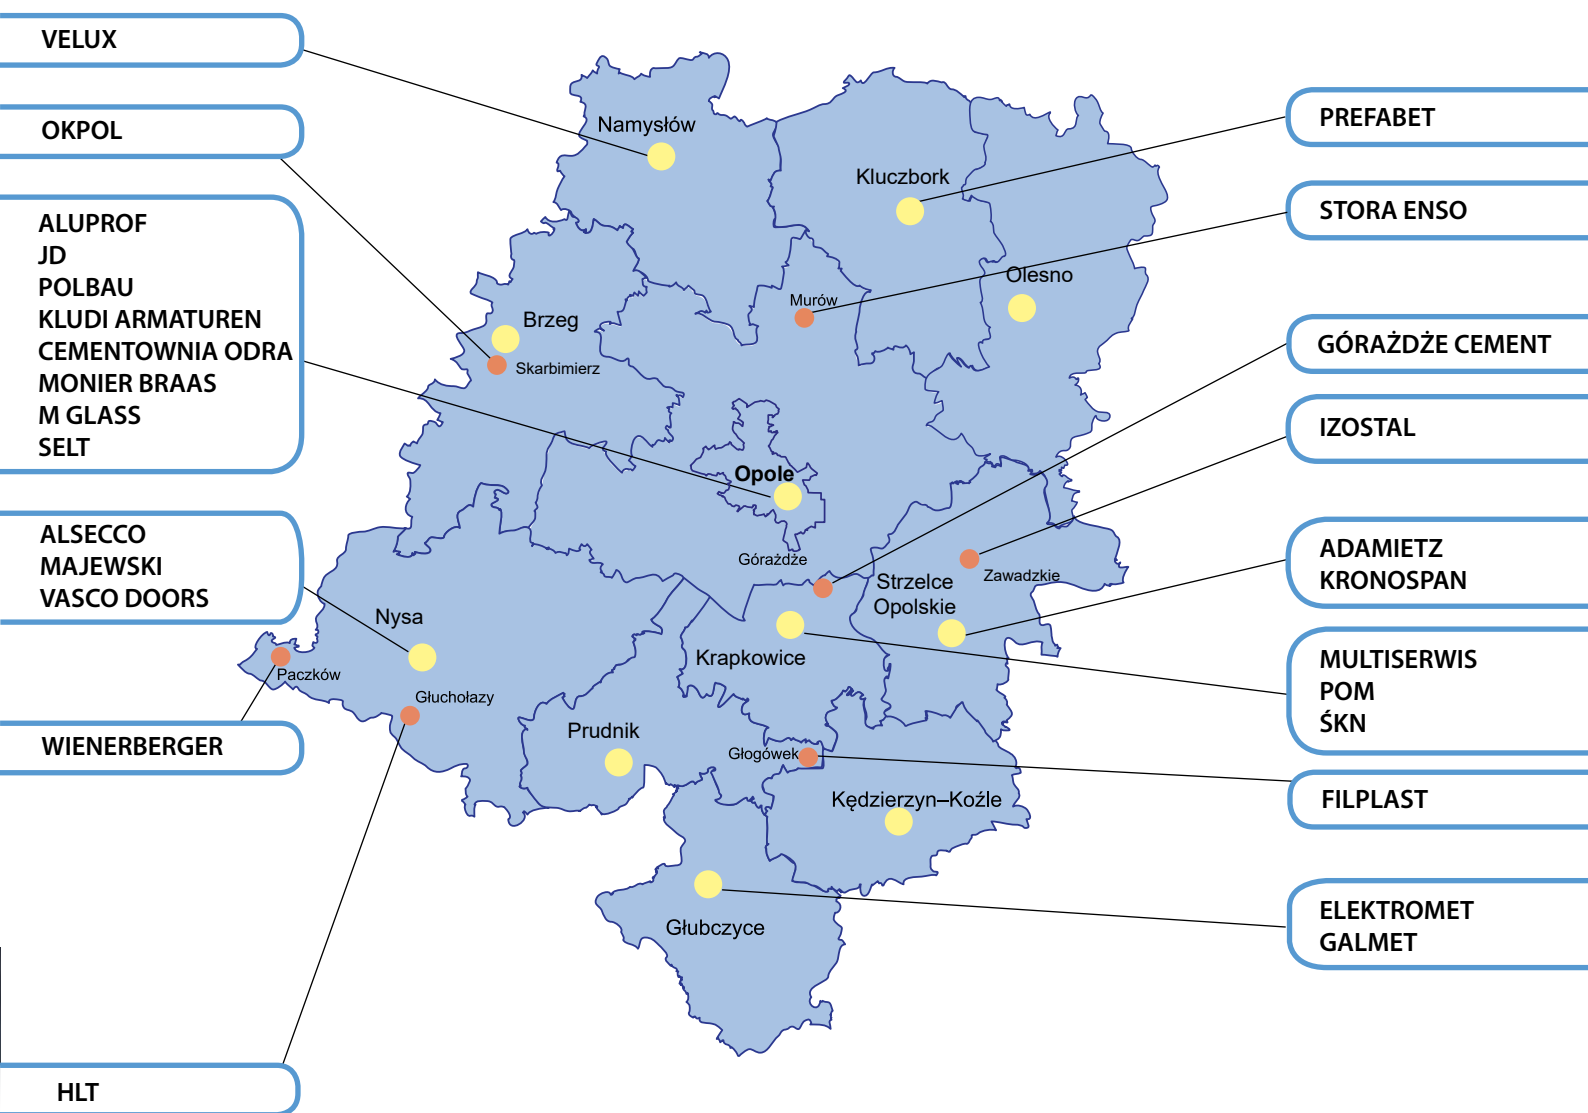 VELUX
OKPOL
ALUPROF
JD
POLBAU
KLUDI ARMATUREN
CEMENTOWNIA ODRA
MONIER BRAAS
M GLASS
SELT
ALSECCO
MAJEWSKI
VASCO DOORS
WIENERBERGER
HLT
Namysłów
Kluczbork
Olesno
Murów
Brzeg
Skarbimierz
Opole
Górażdże
Strzelce
Opolskie
Zawadzkie
Nysa
Paczków
Głuchołazy
Krapkowice
Prudnik
Głogówek
Kędzierzyn–Koźle
Głubczyce
PREFABET
STORA ENSO
GÓRAŻDŻE CEMENT
IZOSTAL
ADAMIETZ
KRONOSPAN
MULTISERWIS
POM
ŚKN
FILPLAST
ELEKTROMET
GALMET